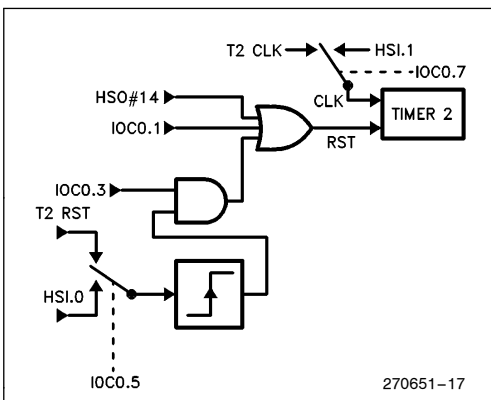 T2 CLK HSI.1
IOC0.7
HSO#14
CLK
TIMER 2
IOC0.1
RST
IOC0.3
T2 RST
HSI.0
IOC0.5
270651-17